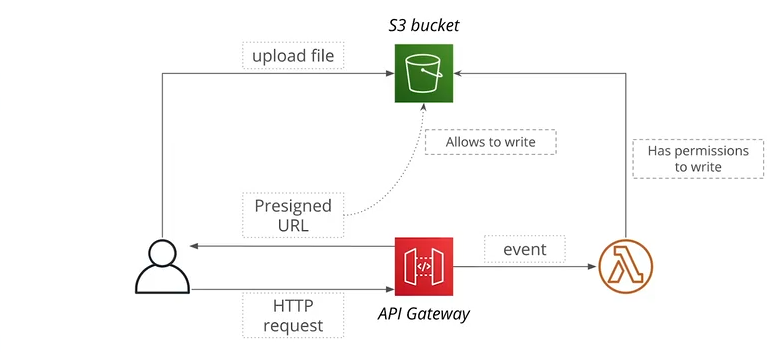 S3 bucket
upload file
Allows to write
Has permissions
to write
Presigned
URL
event
HTTP
request
API Gateway